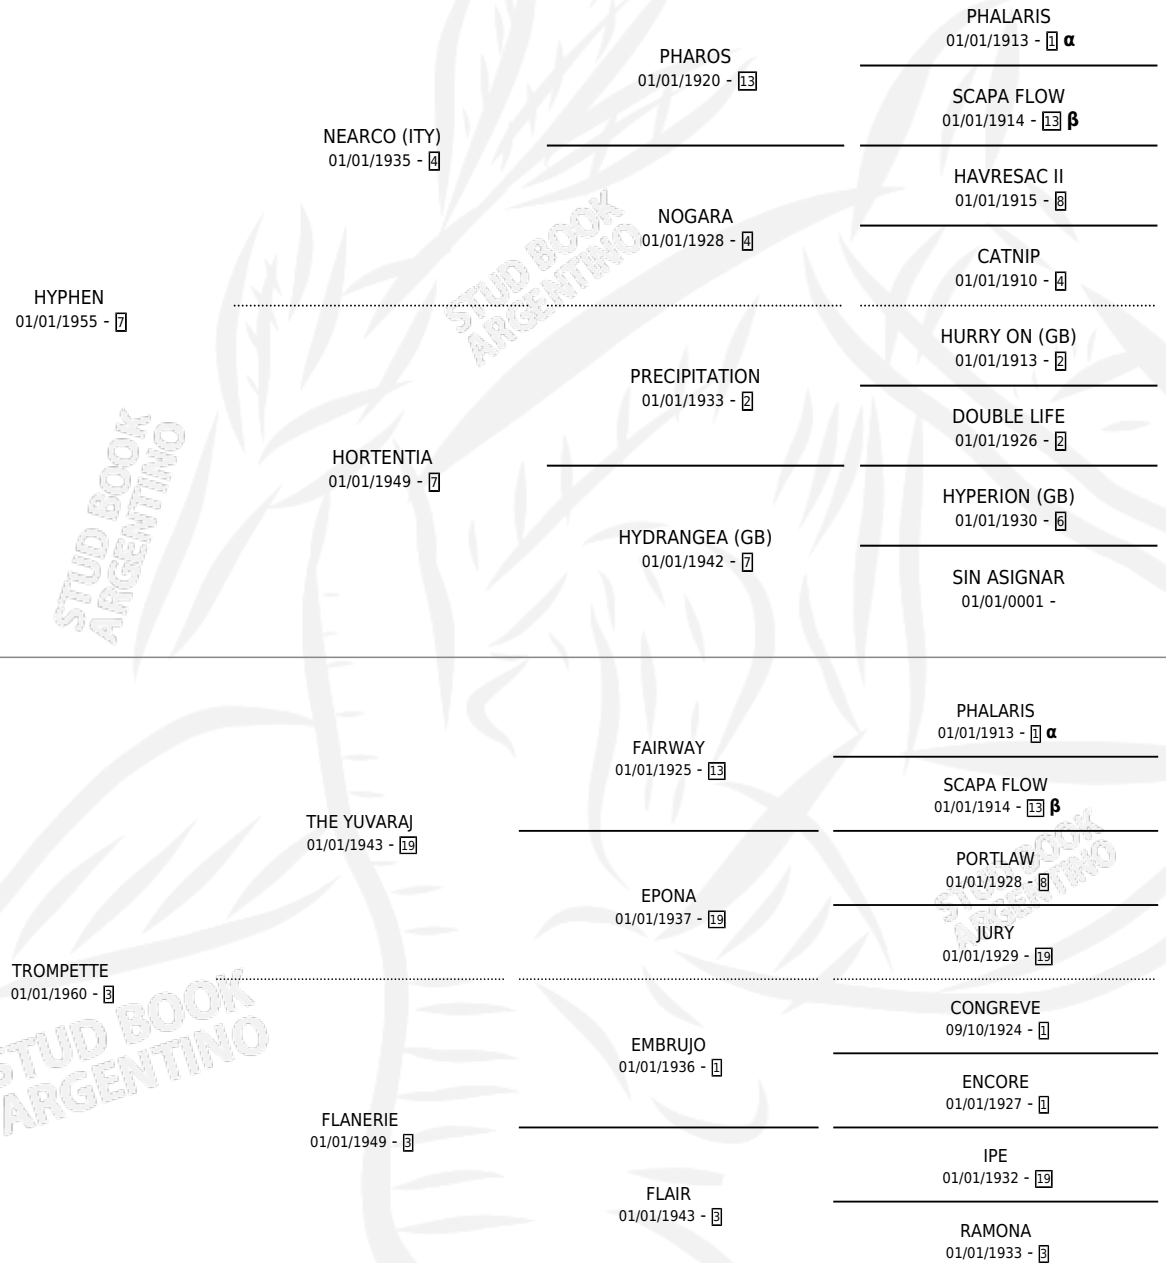 PHALARIS
01/01/1913 - 1 α
PHAROS
01/01/1920 - 13
SCAPA FLOW
01/01/1914 - 13 β
NEARCO (ITY)
01/01/1935 - 4
HAVRESAC II
01/01/1915 - 8
NOGARA
01/01/1928 - 4
CATNIP
01/01/1910 - 4
HYPHEN
01/01/1955 - 7
HURRY ON (GB)
01/01/1913 - 2
PRECIPITATION
01/01/1933 - 2
DOUBLE LIFE
01/01/1926 - 2
HORTENTIA
01/01/1949 - 7
HYPERION (GB)
01/01/1930 - 6
HYDRANGEA (GB)
01/01/1942 - 7
SIN ASIGNAR
01/01/0001 -
PHALARIS
01/01/1913 - 1 α
FAIRWAY
01/01/1925 - 13
SCAPA FLOW
01/01/1914 - 13 β
THE YUVARAJ
01/01/1943 - 19
PORTLAW
01/01/1928 - 8
EPONA
01/01/1937 - 19
JURY
01/01/1929 - 19
TROMPETTE
01/01/1960 - 3
CONGREVE
09/10/1924 - 1
EMBRUJO
01/01/1936 - 1
ENCORE
01/01/1927 - 1
FLANERIE
01/01/1949 - 3
IPE
01/01/1932 - 19
FLAIR
01/01/1943 - 3
RAMONA
01/01/1933 - 3
STUD BOOK
ARGENTINO
STUD BOOK
ARGENTINO
STUD BOOK
ARGENTINO
STUD BOOK
ARGENTINO